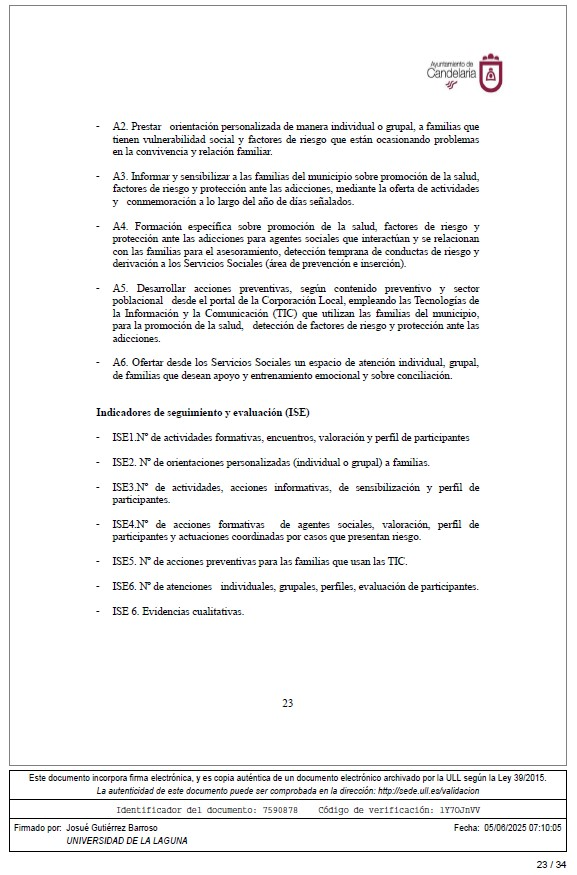 Ayuntamiento de
Candelaria
- A2. Prestar orientación personalizada de manera individual o grupal, a familias que
tienen vulnerabilidad social y factores de riesgo que están ocasionando problemas
en la convivencia y relación familiar.
- A3. Informar y sensibilizar a las familias del municipio sobre promoción de la salud,
factores de riesgo y protección ante las adicciones, mediante la oferta de actividades
y conmemoración a lo largo del año de días señalados.
- A4. Formación específica sobre promoción de la salud, factores de riesgo y
protección ante las adicciones para agentes sociales que interactúan y se relacionan
con las familias para el asesoramiento, detección temprana de conductas de riesgo y
derivación a los Servicios Sociales (área de prevención e inserción).
- A5. Desarrollar acciones preventivas, según contenido preventivo y sector
poblacional desde el portal de la Corporación Local, empleando las Tecnologías de
la Información y la Comunicación (TIC) que utilizan las familias del municipio,
para la promoción de la salud, detección de factores de riesgo y protección ante las
adicciones.
- A6. Ofertar desde los Servicios Sociales un espacio de atención individual, grupal,
de familias que desean apoyo y entrenamiento emocional y sobre conciliación.
Indicadores de seguimiento y evaluación (ISE)
- ISE1.Nº de actividades formativas, encuentros, valoración y perfil de participantes
- ISE2. Nº de orientaciones personalizadas (individual o grupal) a familias.
- ISE3.Nº de actividades, acciones informativas, de sensibilización y perfil de
participantes.
- ISE4.Nº de acciones formativas de agentes sociales, valoración, perfil de
participantes y actuaciones coordinadas por casos que presentan riesgo.
- ISE5. Nº de acciones preventivas para las familias que usan las TIC.
- ISE6. Nº de atenciones individuales, grupales, perfiles, evaluación de participantes.
- ISE 6. Evidencias cualitativas.
23
Este documento incorpora firma electrónica, y es copia auténtica de un documento electrónico archivado por la ULL según la Ley 39/2015.
La autenticidad de este documento puede ser comprobada en la dirección: http://sede.ull.es/validacion
Identificador del documento: 7590878 Código de verificación: lY7OJnVV
Firmado por: Josué Gutiérrez Barroso Fecha: 05/06/2025 07:10:05
UNIVERSIDAD DE LA LAGUNA
23 / 34